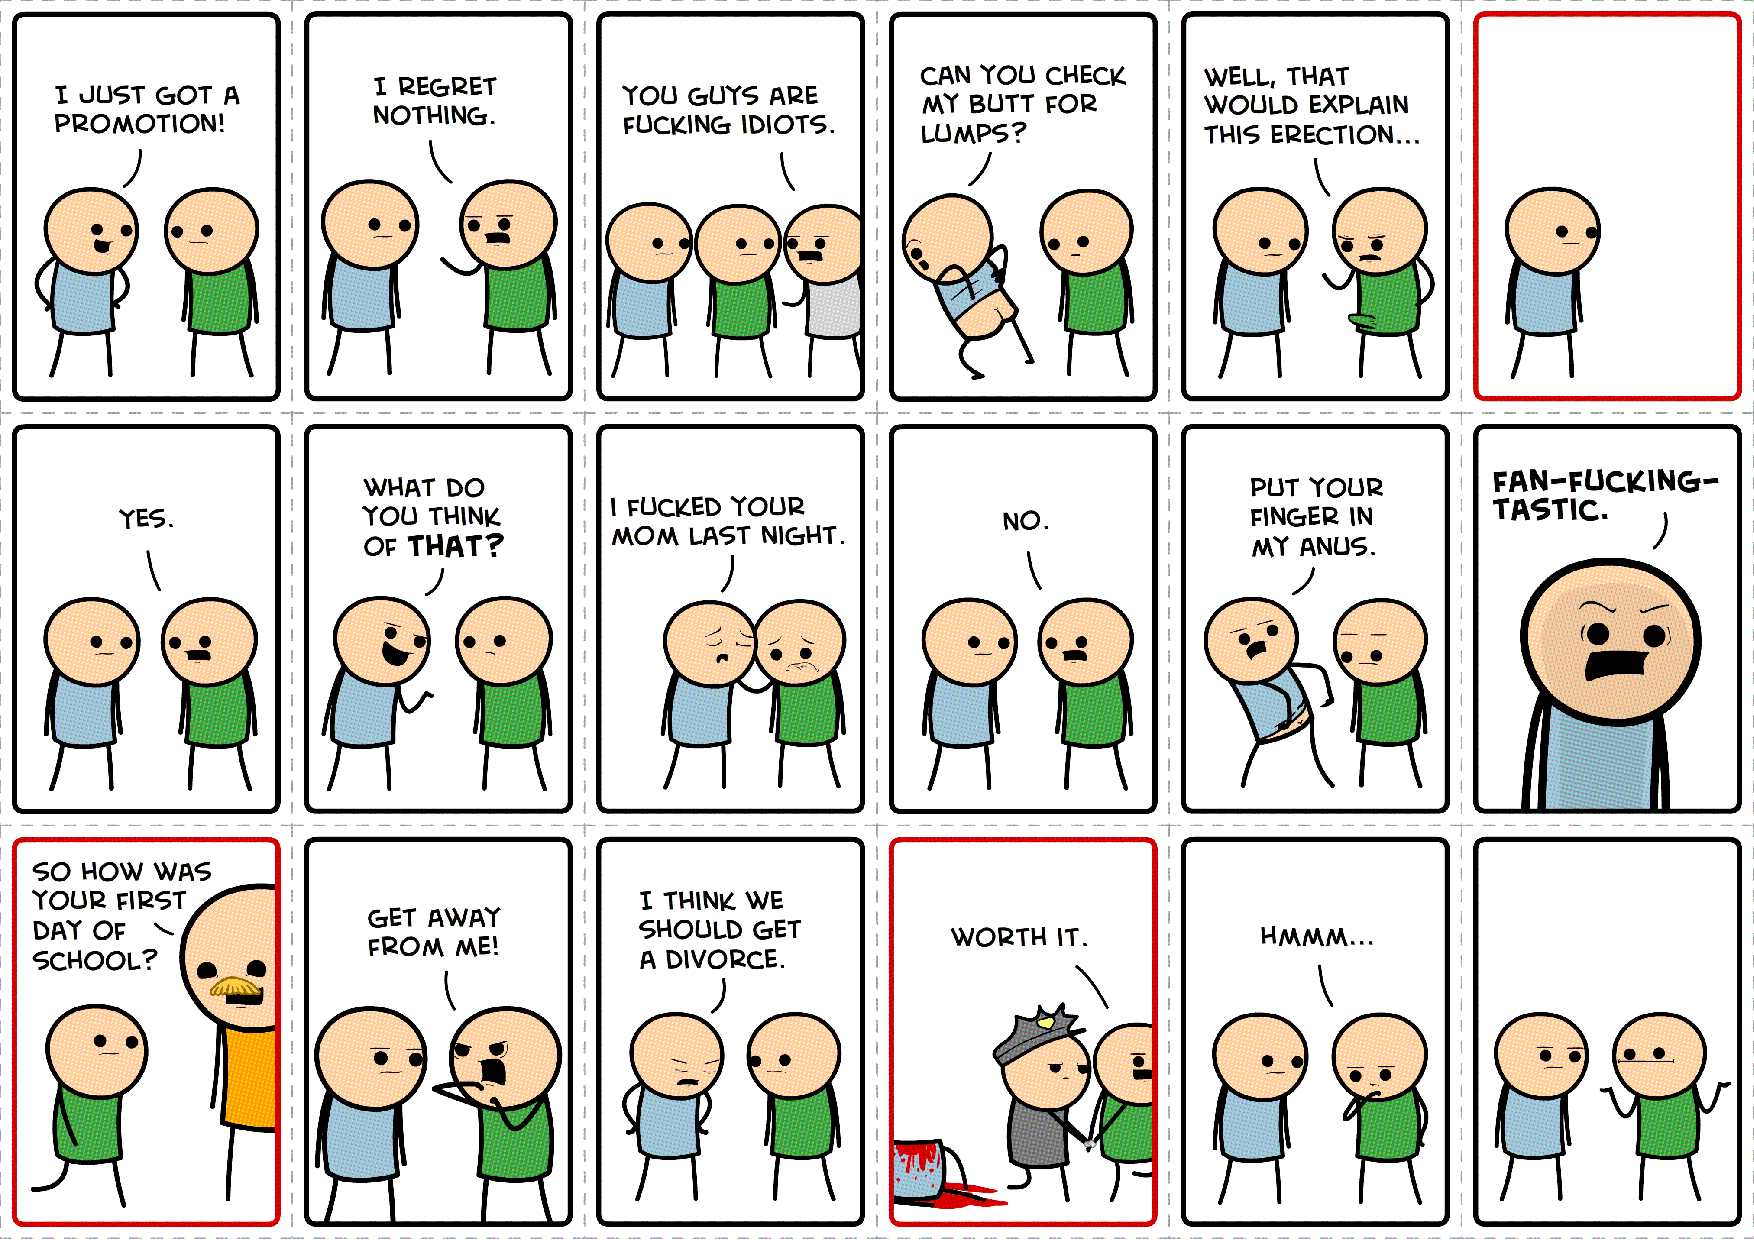 I JUST GOT A
PROMOTION!
I REGRET
NOTHING.
YOU GUYS ARE
FUCKING IDIOTS.
CAN YOU CHECK
MY BUTT FOR
LUMPS?
WELL, THAT
WOULD EXPLAIN
THIS ERECTION...
YES.
WHAT DO
YOU THINK
OF THAT?
I FUCKED YOUR
MOM LAST NIGHT.
NO.
PUT YOUR
FINGER IN
MY ANUS.
FAN-FUCKING-
TASTIC.
SO HOW WAS
YOUR FIRST
DAY OF
SCHOOL?
GET AWAY
FROM ME!
I THINK WE
SHOULD GET
A DIVORCE.
WORTH IT.
HMMM...